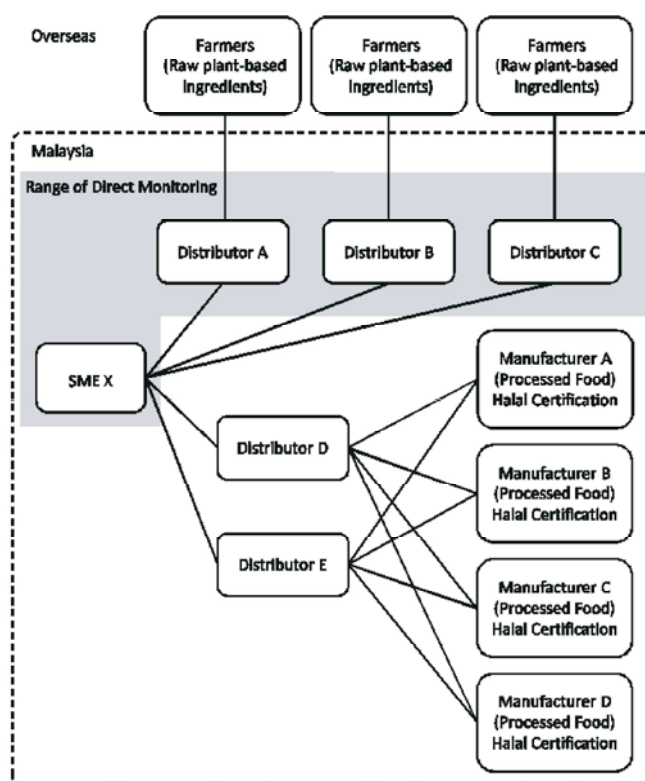 Overseas
Farmers
(Raw plant-based
ingredients)
Farmers
(Raw plant-based
ingredients)
Farmers
(Raw plant-based
ingredients)
Malaysia
Range of Direct Monitoring
Distributor A
Distributor B
Distributor C
SME X
Manufacturer A
(Processed Food)
Halal Certification
Distributor D
Manufacturer B
(Processed Food)
Halal Certification
Distributor E
Manufacturer C
(Processed Food)
Halal Certification
Manufacturer D
(Processed Food)
Halal Certification